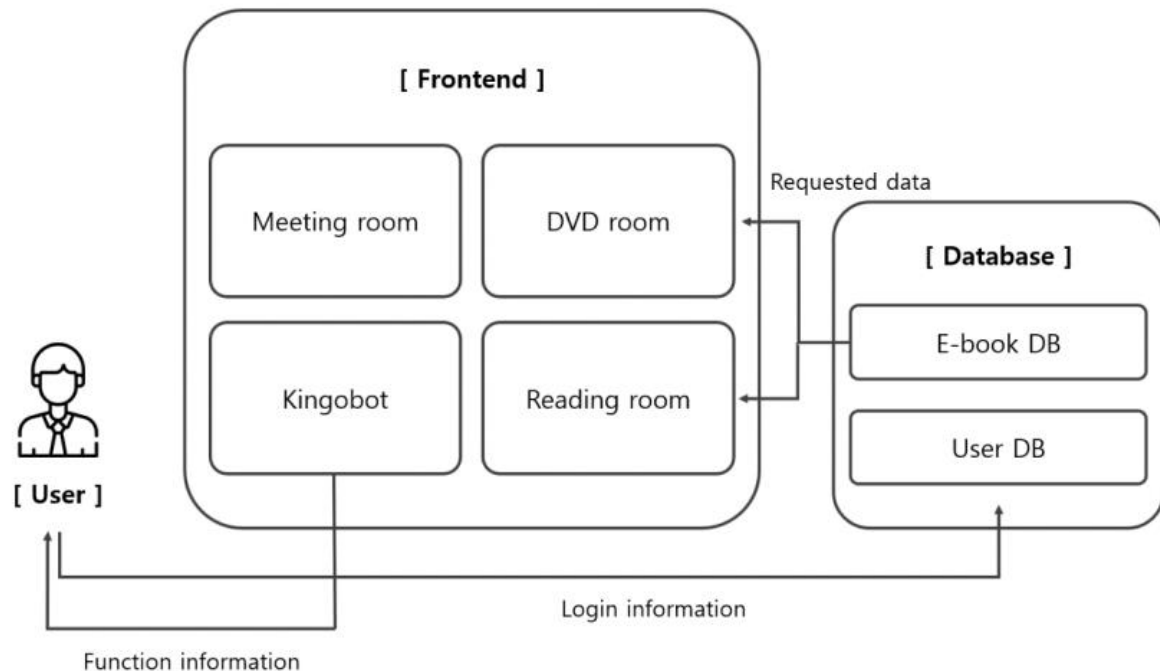 [ Frontend ]
Meeting room
DVD room
Requested data
[ Database ]
E-book DB
Kingobot
Reading room
User DB
[ User ]
Login information
Function information